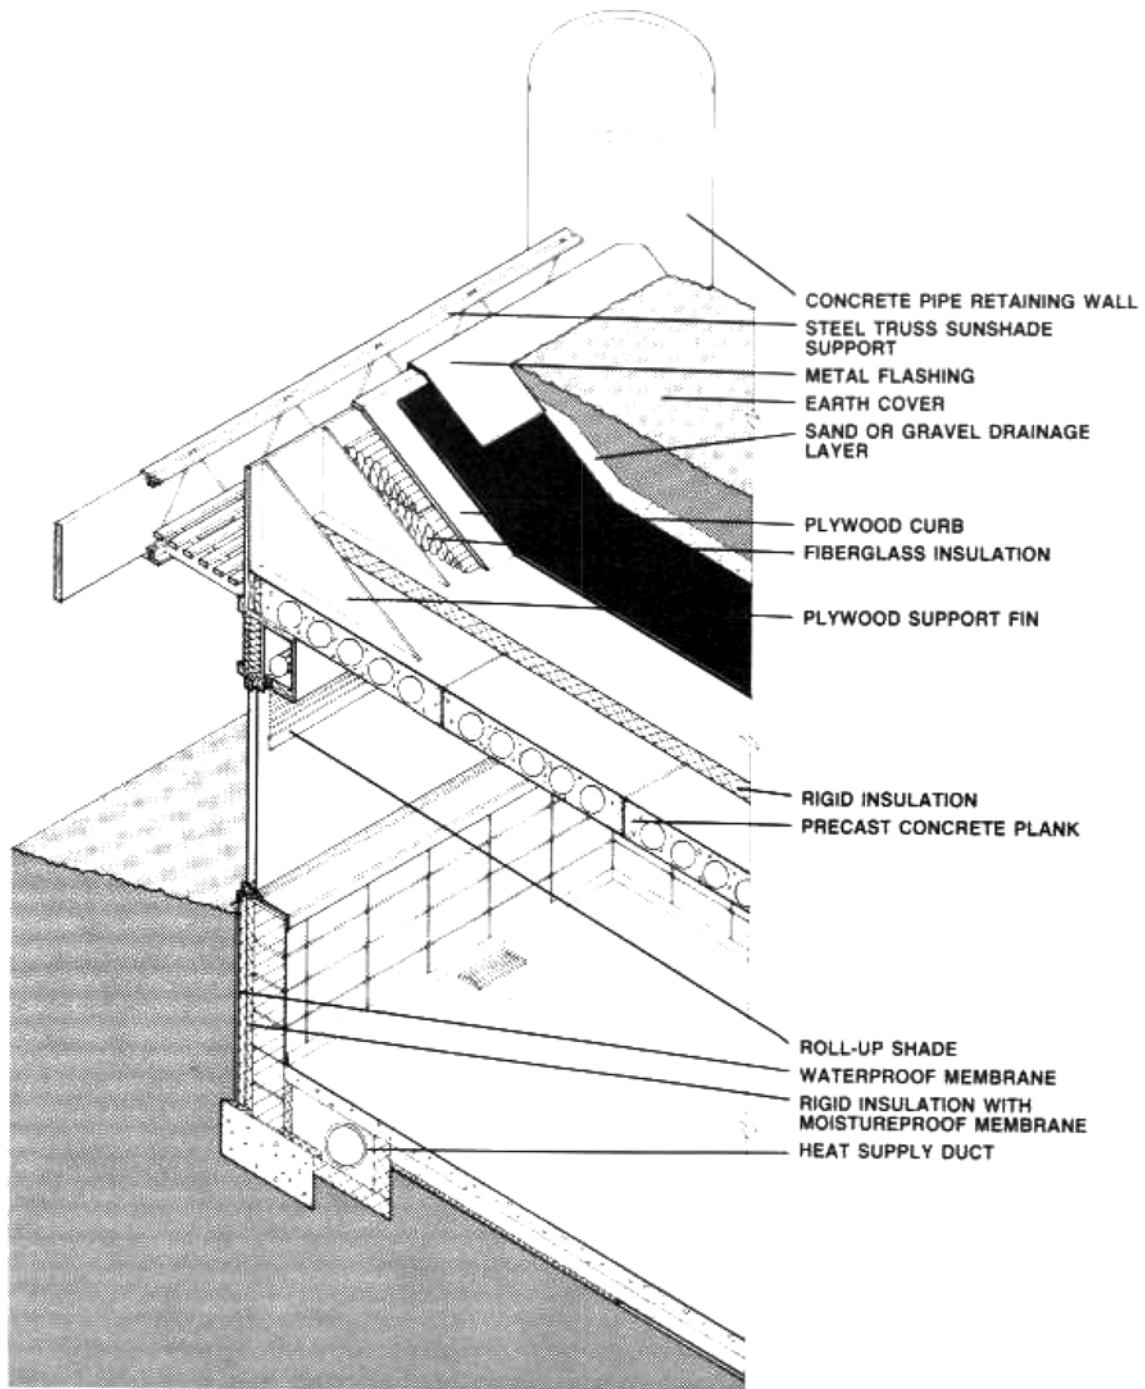 CONCRETE PIPE RETAINING WALL
STEEL TRUSS SUNSHADE
SUPPORT
METAL FLASHING
EARTH COVER
SAND OR GRAVEL DRAINAGE
LAYER
PLYWOOD CURB
FIBERGLASS INSULATION
PLYWOOD SUPPORT FIN
RIGID INSULATION
PRECAST CONCRETE PLANK
ROLL-UP SHADE
WATERPROOF MEMBRANE
RIGID INSULATION WITH
MOISTUREPROOF MEMBRANE
HEAT SUPPLY DUCT